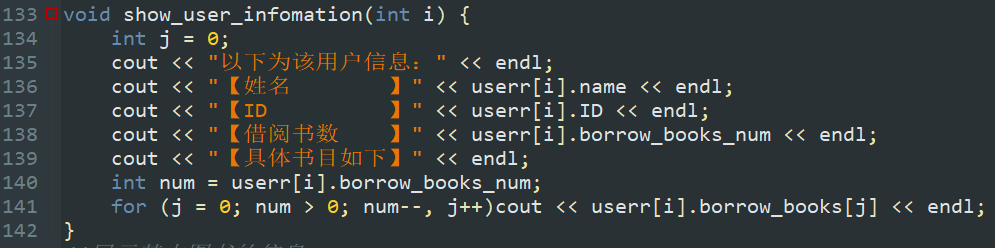 133 void show_user_infomation(int i) {
134     int j = 0;
135     cout << "以下为该用户信息：" << endl;
136     cout << "【姓名        】" << userr[i].name << endl;
137     cout << "【ID          】" << userr[i].ID << endl;
138     cout << "【借阅书数    】" << userr[i].borrow_books_num << endl;
139     cout << "【具体书目如下】" << endl;
140     int num = userr[i].borrow_books_num;
141     for (j = 0; num > 0; num--, j++)cout << userr[i].borrow_books[j] << endl;
142 }